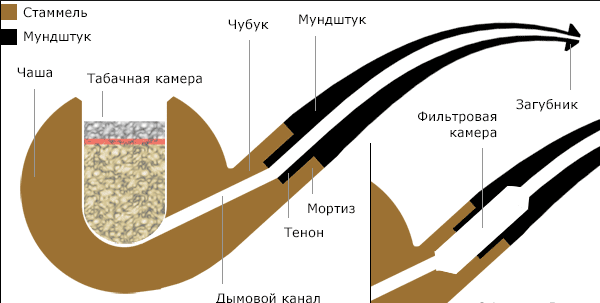 Стаммель
Мундштук
Чубук
Мундштук
Чаша
Табачная камера
Загубник
Фильтровая
камера
Мортиз
Тенон
Дымовой канал